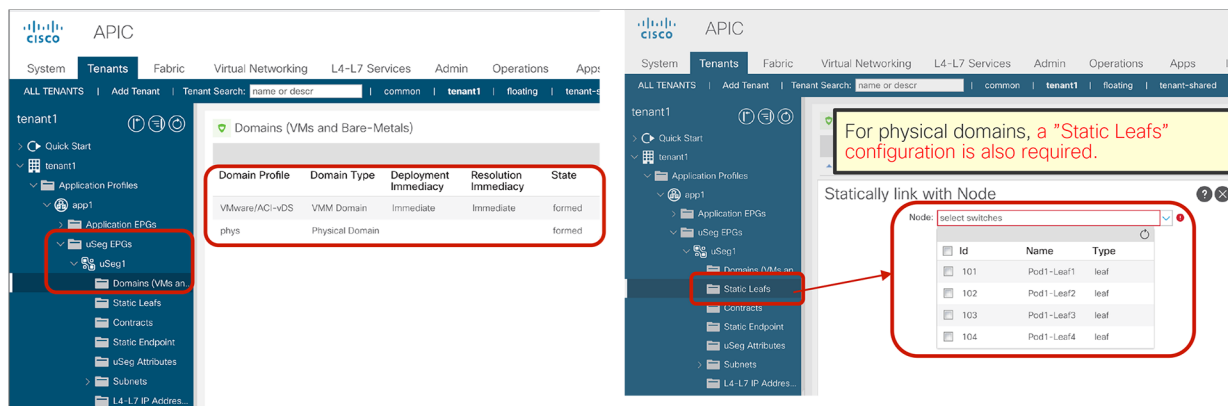 CISCO
APIC
System Tenants Fabric Virtual Networking L4-L7 Services Admin Operations Apps
ALL TENANTS | Add Tenant | Tenant Search: name or descr | common | tenant1 | floating | tenant-s
tenant1
Quick Start
tenant1
Application Profiles
app1
Application EPGs
uSeg EPGs
uSeg1
Domains (VMs an...
Static Leafs
Contracts
Static Endpoint
uSeg Attributes
Subnets
L4-L7 IP Addres...
Domains (VMs and Bare-Metals)
Domain Profile Domain Type Deployment Immediacy Resolution Immediacy State
VMware/ACI-vDS VMM Domain Immediate Immediate formed
phys Physical Domain formed
CISCO
APIC
System Tenants Fabric Virtual Networking L4-L7 Services Admin Operations Apps
ALL TENANTS | Add Tenant | Tenant Search: name or descr | common | tenant1 | floating | tenant-shared
tenant1
Quick Start
tenant1
Application Profiles
app1
Application EPGs
uSeg EPGs
uSeg1
Domains (VMs an...
Static Leafs
Contracts
Static Endpoint
uSeg Attributes
Subnets
L4-L7 IP Addres...
For physical domains, a "Static Leafs"
configuration is also required.
Statically link with Node
Node: select switches
Id Name Type
101 Pod1-Leaf1 leaf
102 Pod1-Leaf2 leaf
103 Pod1-Leaf3 leaf
104 Pod1-Leaf4 leaf